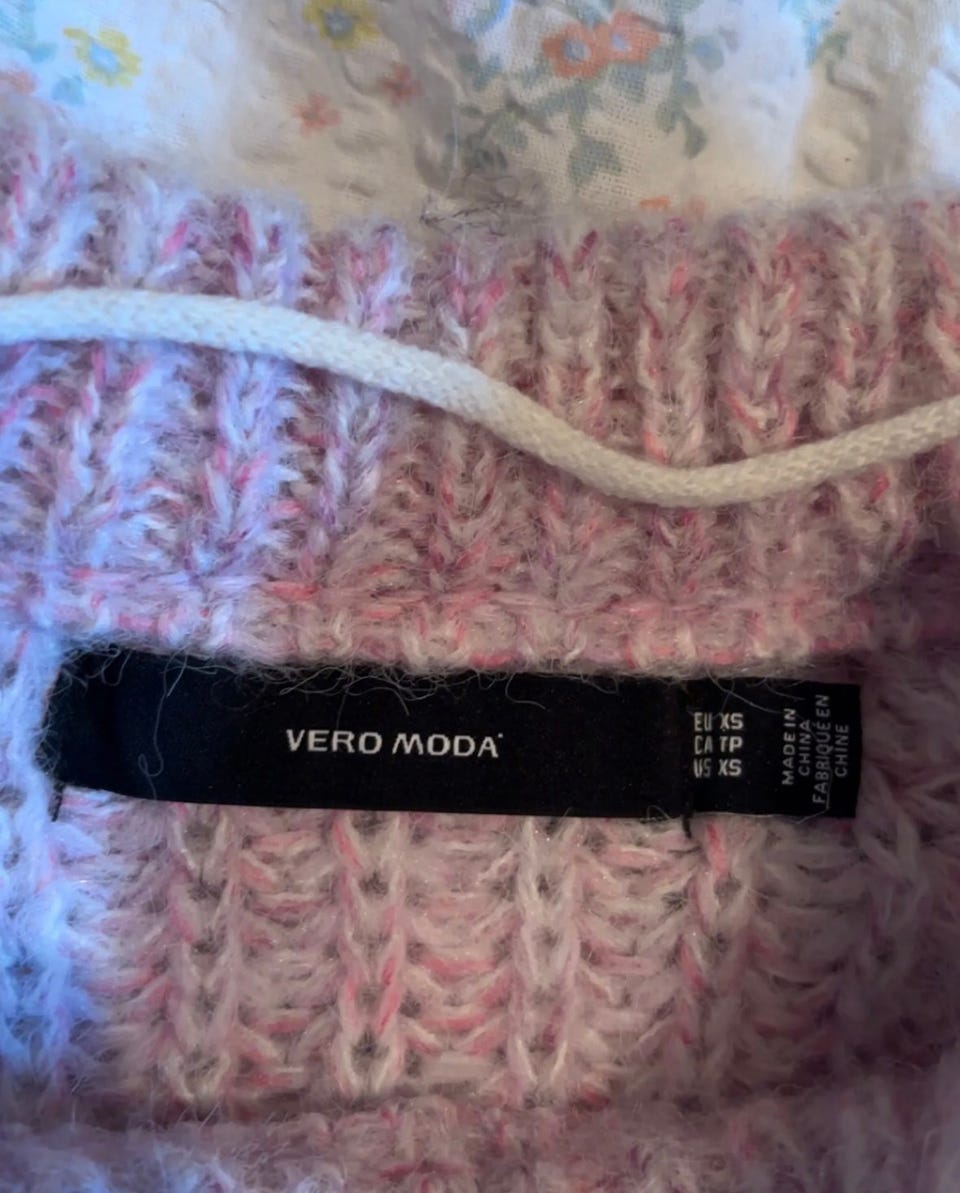 VERO MODA
EU XS
CA TP
US XS
MADE IN
CHINA
FABRIQUÉ EN
CHINE